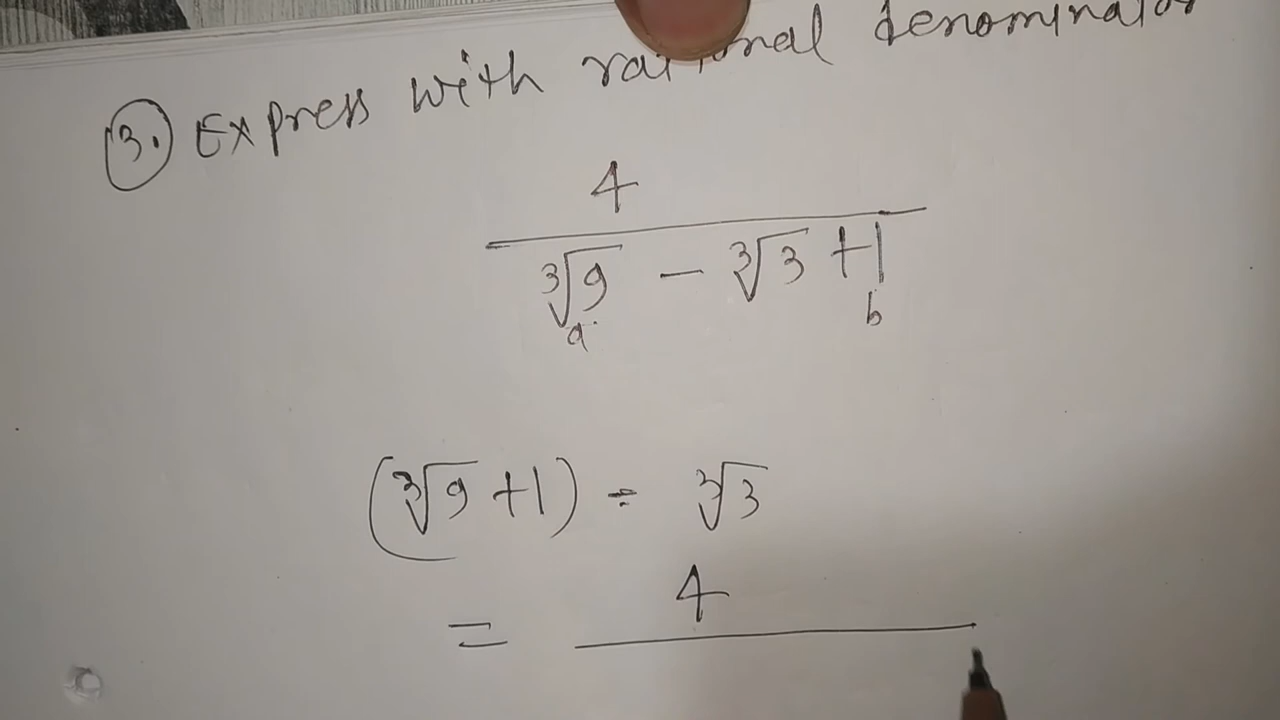 3. Express with rational denominator
4
∛9 - ∛3 + 1
a b
(∛9 + 1) - ∛3
= 4